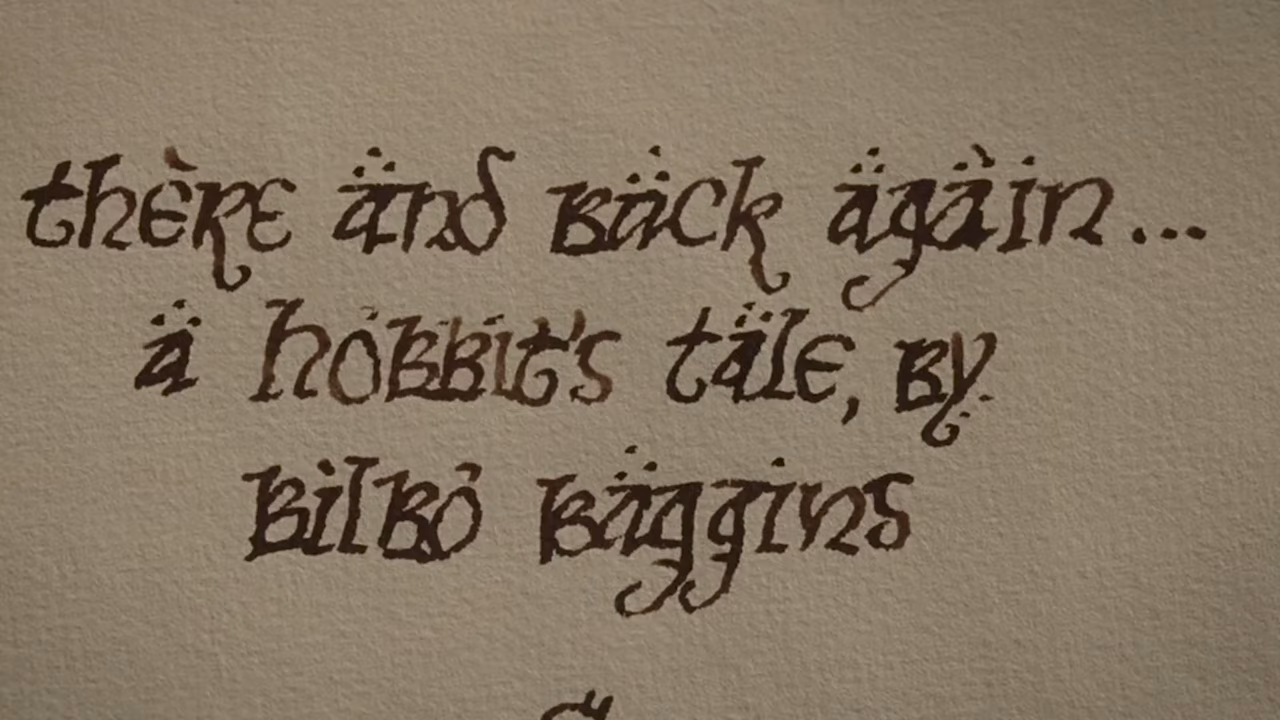 there and Back again...
a hobbit's tale, By
Bilbo Baggins